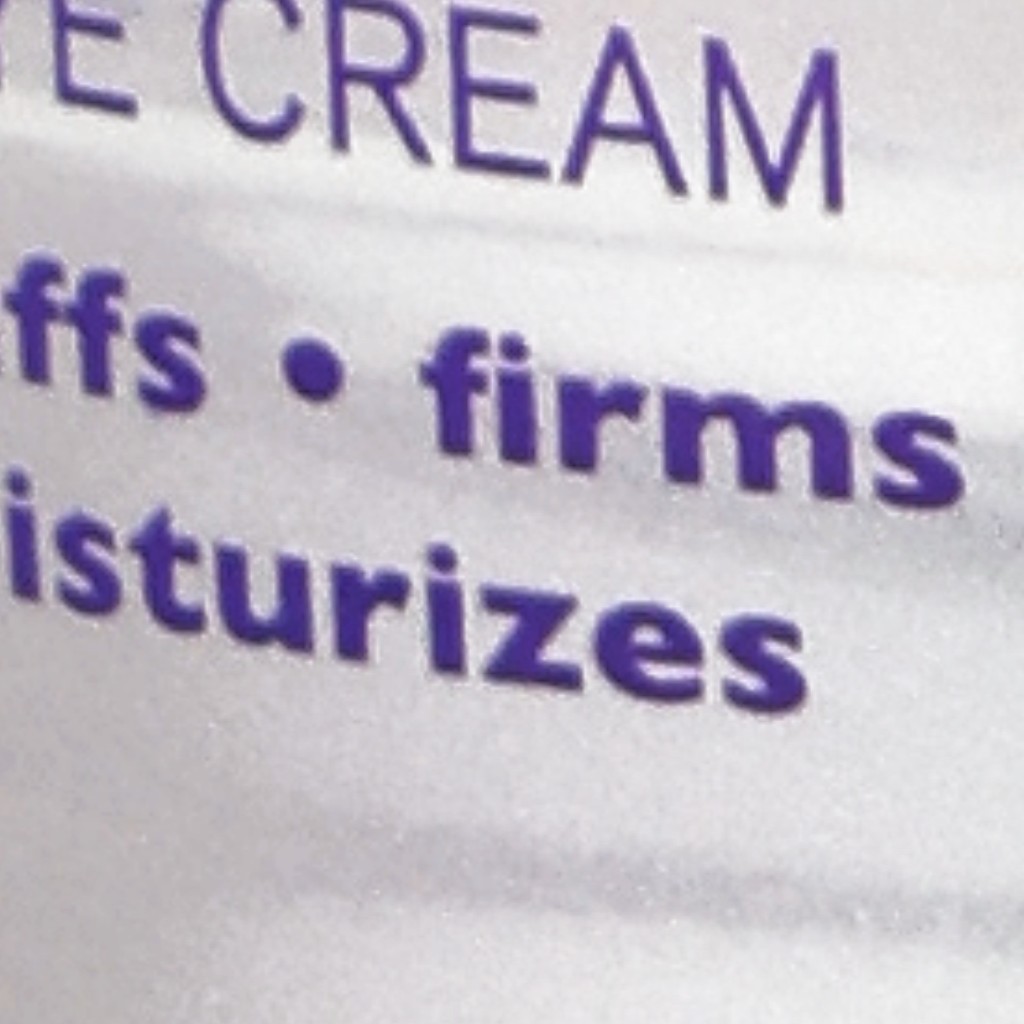 CREAM
ffs • firms
isturizes